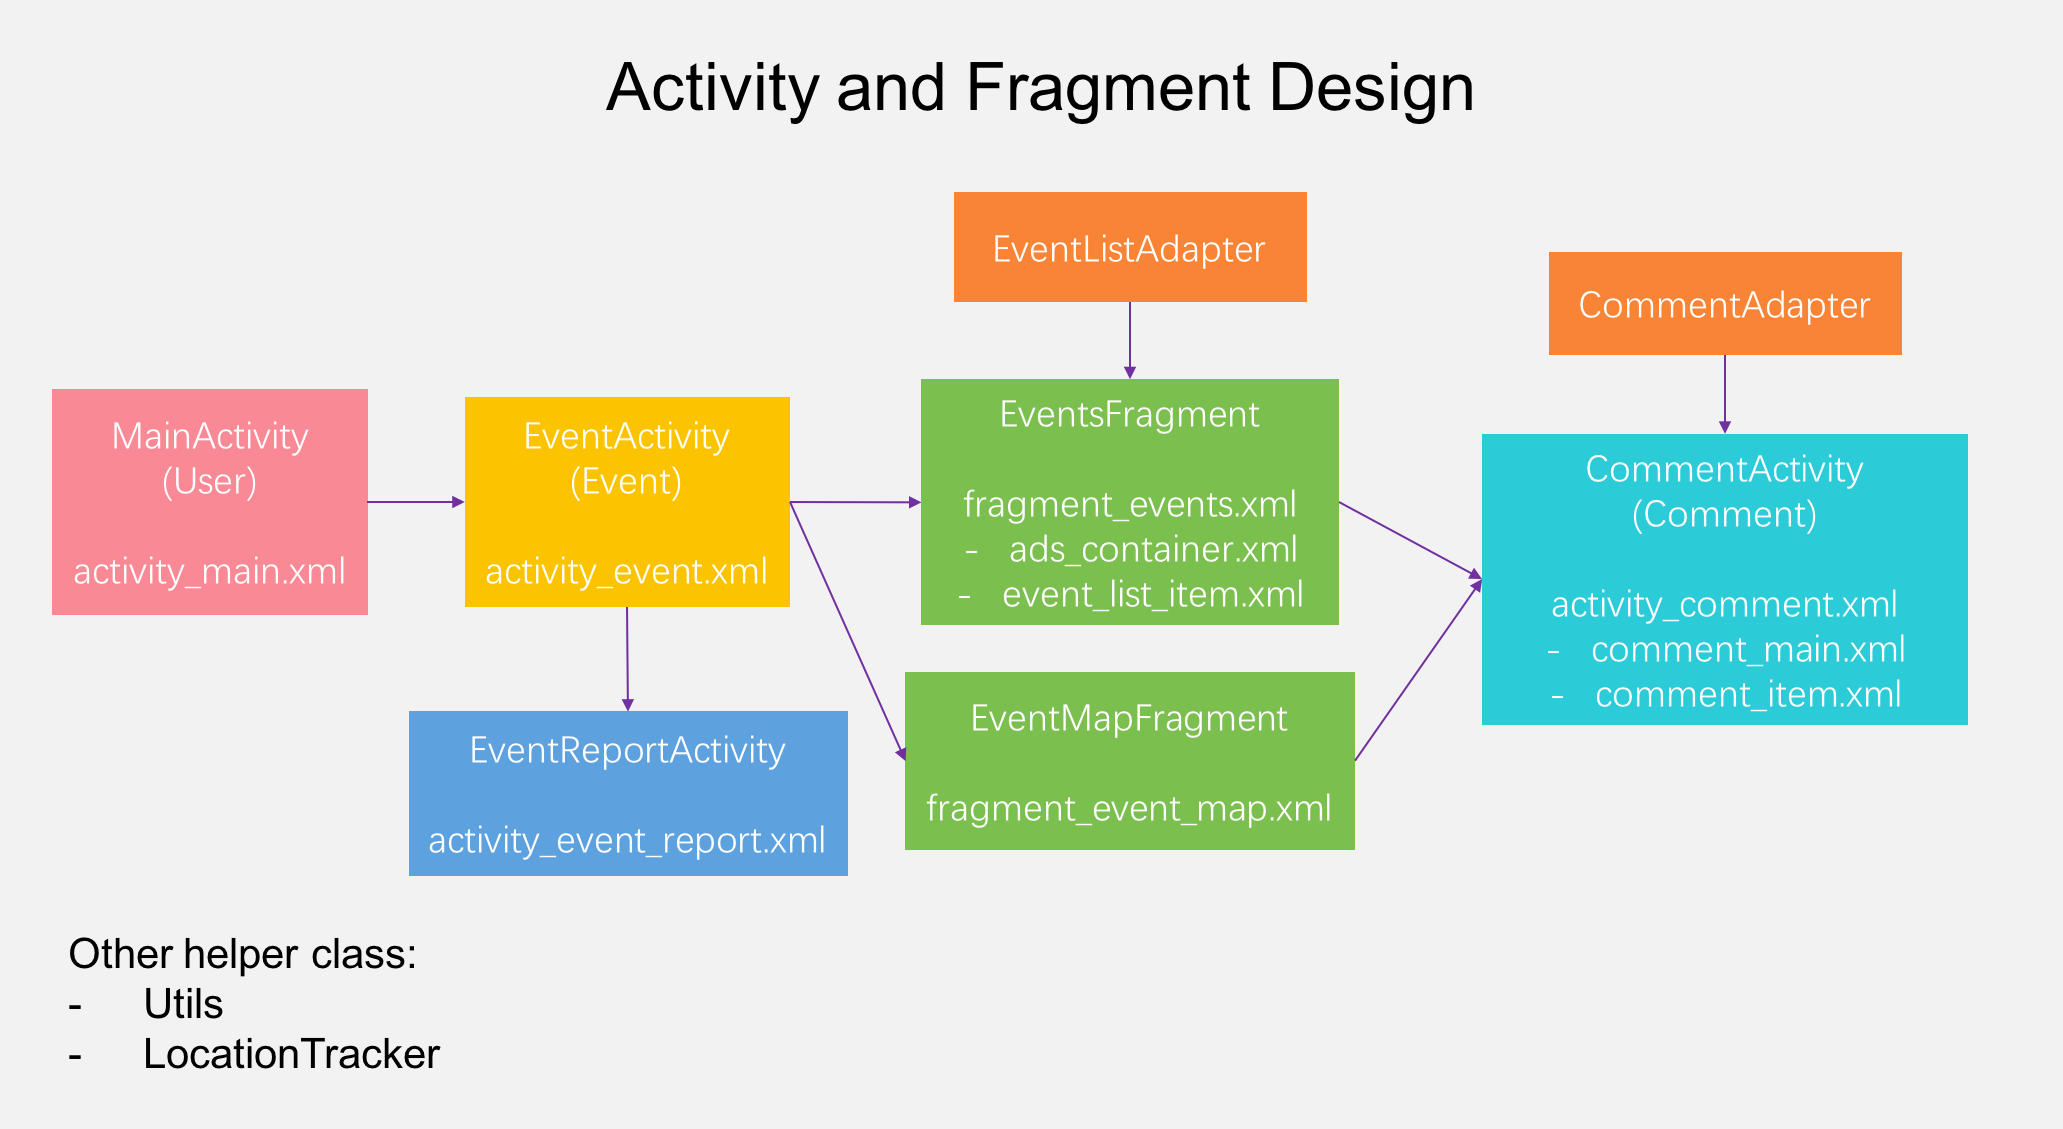 Activity and Fragment Design
EventListAdapter
CommentAdapter
MainActivity
(User)
activity_main.xml
EventActivity
(Event)
activity_event.xml
EventsFragment
fragment_events.xml
- ads_container.xml
- event_list_item.xml
CommentActivity
(Comment)
activity_comment.xml
- comment_main.xml
- comment_item.xml
EventReportActivity
activity_event_report.xml
EventMapFragment
fragment_event_map.xml
Other helper class:
- Utils
- LocationTracker